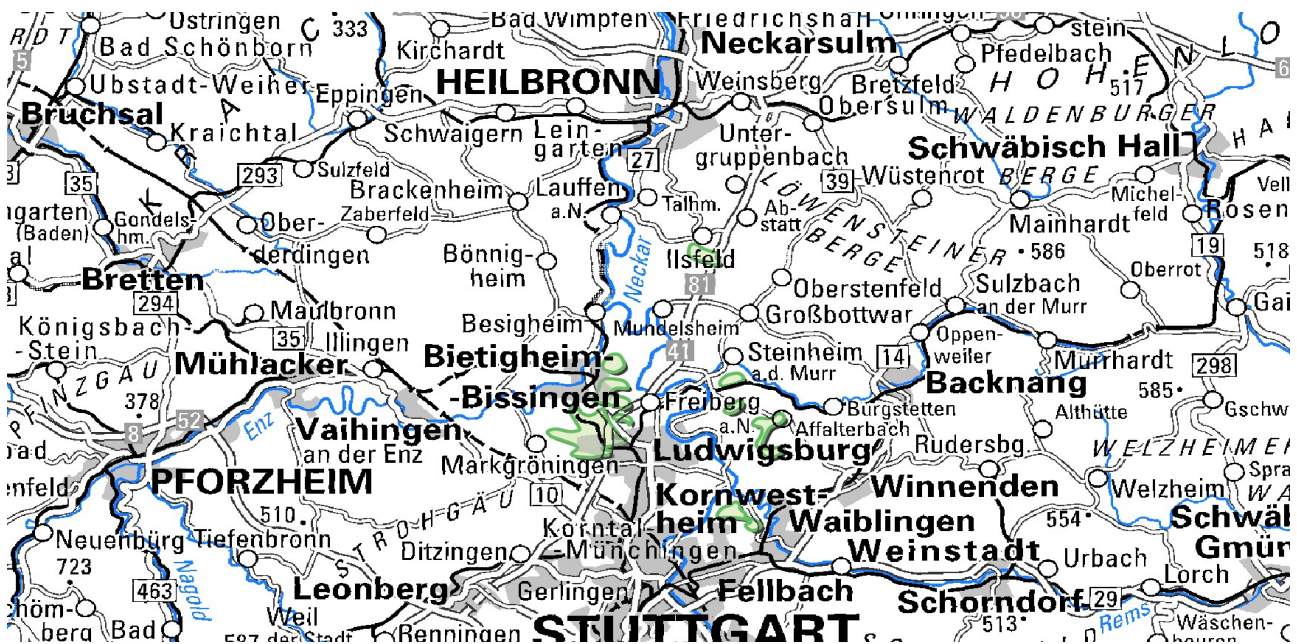 Östringen
333
Kirchhardt
Bad Wimpfen
Friedrichshall
Neckarsulm
stein
Pfedelbach
Bad Schönborn
5
Ubstadt-Weiher
Eppingen
HEILBRONN
Weinsberg
Bretzfeld
HOHENLO
517
6
Bruchsal
Kraichtal
Schwaigern
Lein-
garten
Obersulm
WALDENBURGER
BERGE
27
Unter-
gruppenbach
Schwäbisch Hall
35
293
Sulzfeld
Brackenheim
Lauffen
a.N.
Talhm.
39
Wüstenrot
Michel-
feld
Gondels-
hm.
(Baden)
Zaberfeld
Ab-
statt
LÖWENSTEINER
BERGE
Mainhardt
586
19
518
Ober-
derdingen
Bönnig-
heim
Neckar
Ilsfeld
Oberrot
Bretten
294
81
Oberstenfeld
Sulzbach
an der Murr
Maulbronn
Königsbach-
-Stein
35
Illingen
Besigheim
Mundelsheim
Großbottwar
Oppen-
weiler
Murrhardt
Mühlacker
Bietigheim-
-Bissingen
41
Steinheim
a.d. Murr
14
Backnang
298
585
PFINZGAU
378
52
8
Enz
Vaihingen
an der Enz
Freiberg
a.N.
Burgstetten
Affalterbach
Althütte
Rudersbg.
WELZHEIMER
Markgröningen
Ludwigsburg
PFORZHEIM
10
STROHGÄU
510
Kornwest-
heim
Winnenden
Welzheim
Waiblingen
554
Neuenbürg
Tiefenbronn
Ditzingen
Korntal
-Münchingen
Weinstadt
Urbach
723
Nagold
463
Leonberg
Gerlingen
Fellbach
Schorndorf
29
Lorch
Rems
Bad
Weil
der Stadt
587
Renningen
STUTTGART
513
Wäschen-